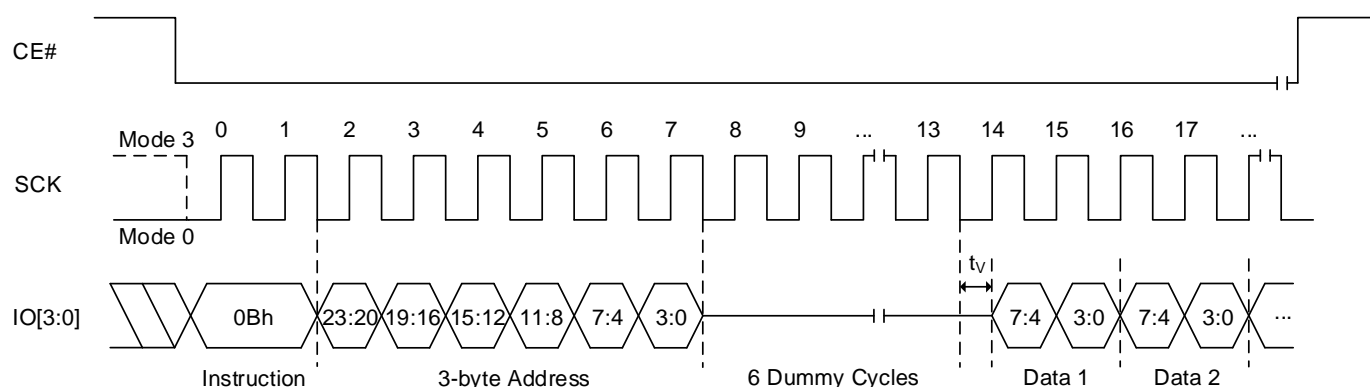 CE#
0 1 2 3 4 5 6 7 8 9 ... 13 14 15 16 17 ...
Mode 3
SCK
Mode 0
tV
IO[3:0] 0Bh 23:20 19:16 15:12 11:8 7:4 3:0 7:4 3:0 7:4 3:0 ...
Instruction 3-byte Address 6 Dummy Cycles Data 1 Data 2